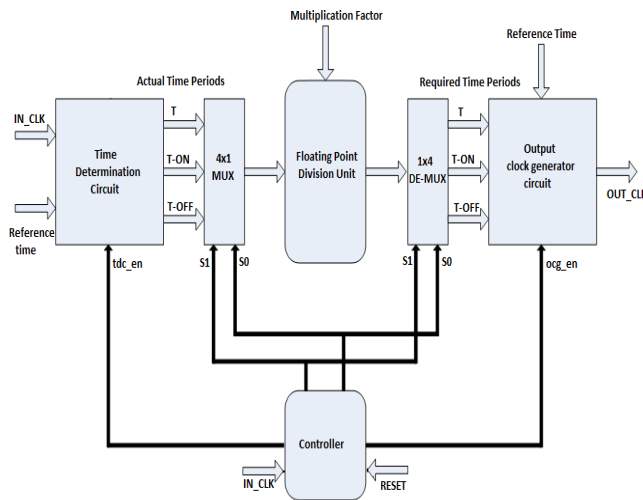 Multiplication Factor
Reference Time
Actual Time Periods
Required Time Periods
IN_CLK
T
T
Time
Determination
Circuit
T-ON
4x1
MUX
Floating Point
Division Unit
1x4
DE-MUX
T-ON
Output
clock generator
circuit
OUT_CLK
T-OFF
T-OFF
Reference
time
tdc_en
S1
S0
S1
S0
ocg_en
Controller
IN_CLK
RESET